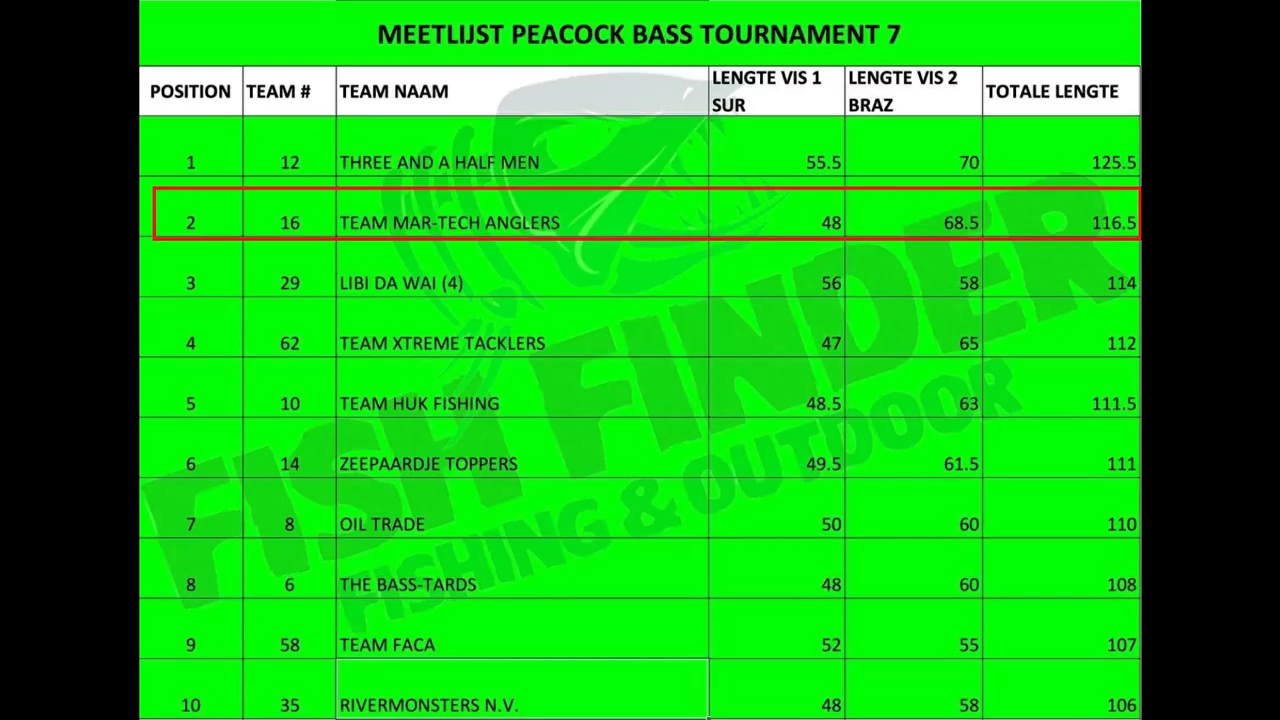 MEETLIJST PEACOCK BASS TOURNAMENT 7
POSITION TEAM # TEAM NAAM LENGTE VIS 1 SUR LENGTE VIS 2 BRAZ TOTALE LENGTE
1 12 THREE AND A HALF MEN 55.5 70 125.5
2 16 TEAM MAR-TECH ANGLERS 48 68.5 116.5
3 29 LIBI DA WAI (4) 56 58 114
4 62 TEAM XTREME TACKLERS 47 65 112
5 10 TEAM HUK FISHING 48.5 63 111.5
6 14 ZEEPAARDJE TOPPERS 49.5 61.5 111
7 8 OIL TRADE 50 60 110
8 6 THE BASS-TARDS 48 60 108
9 58 TEAM FACA 52 55 107
10 35 RIVERMONSTERS N.V. 48 58 106
FISH FINDER
FISHING & OUTDOOR